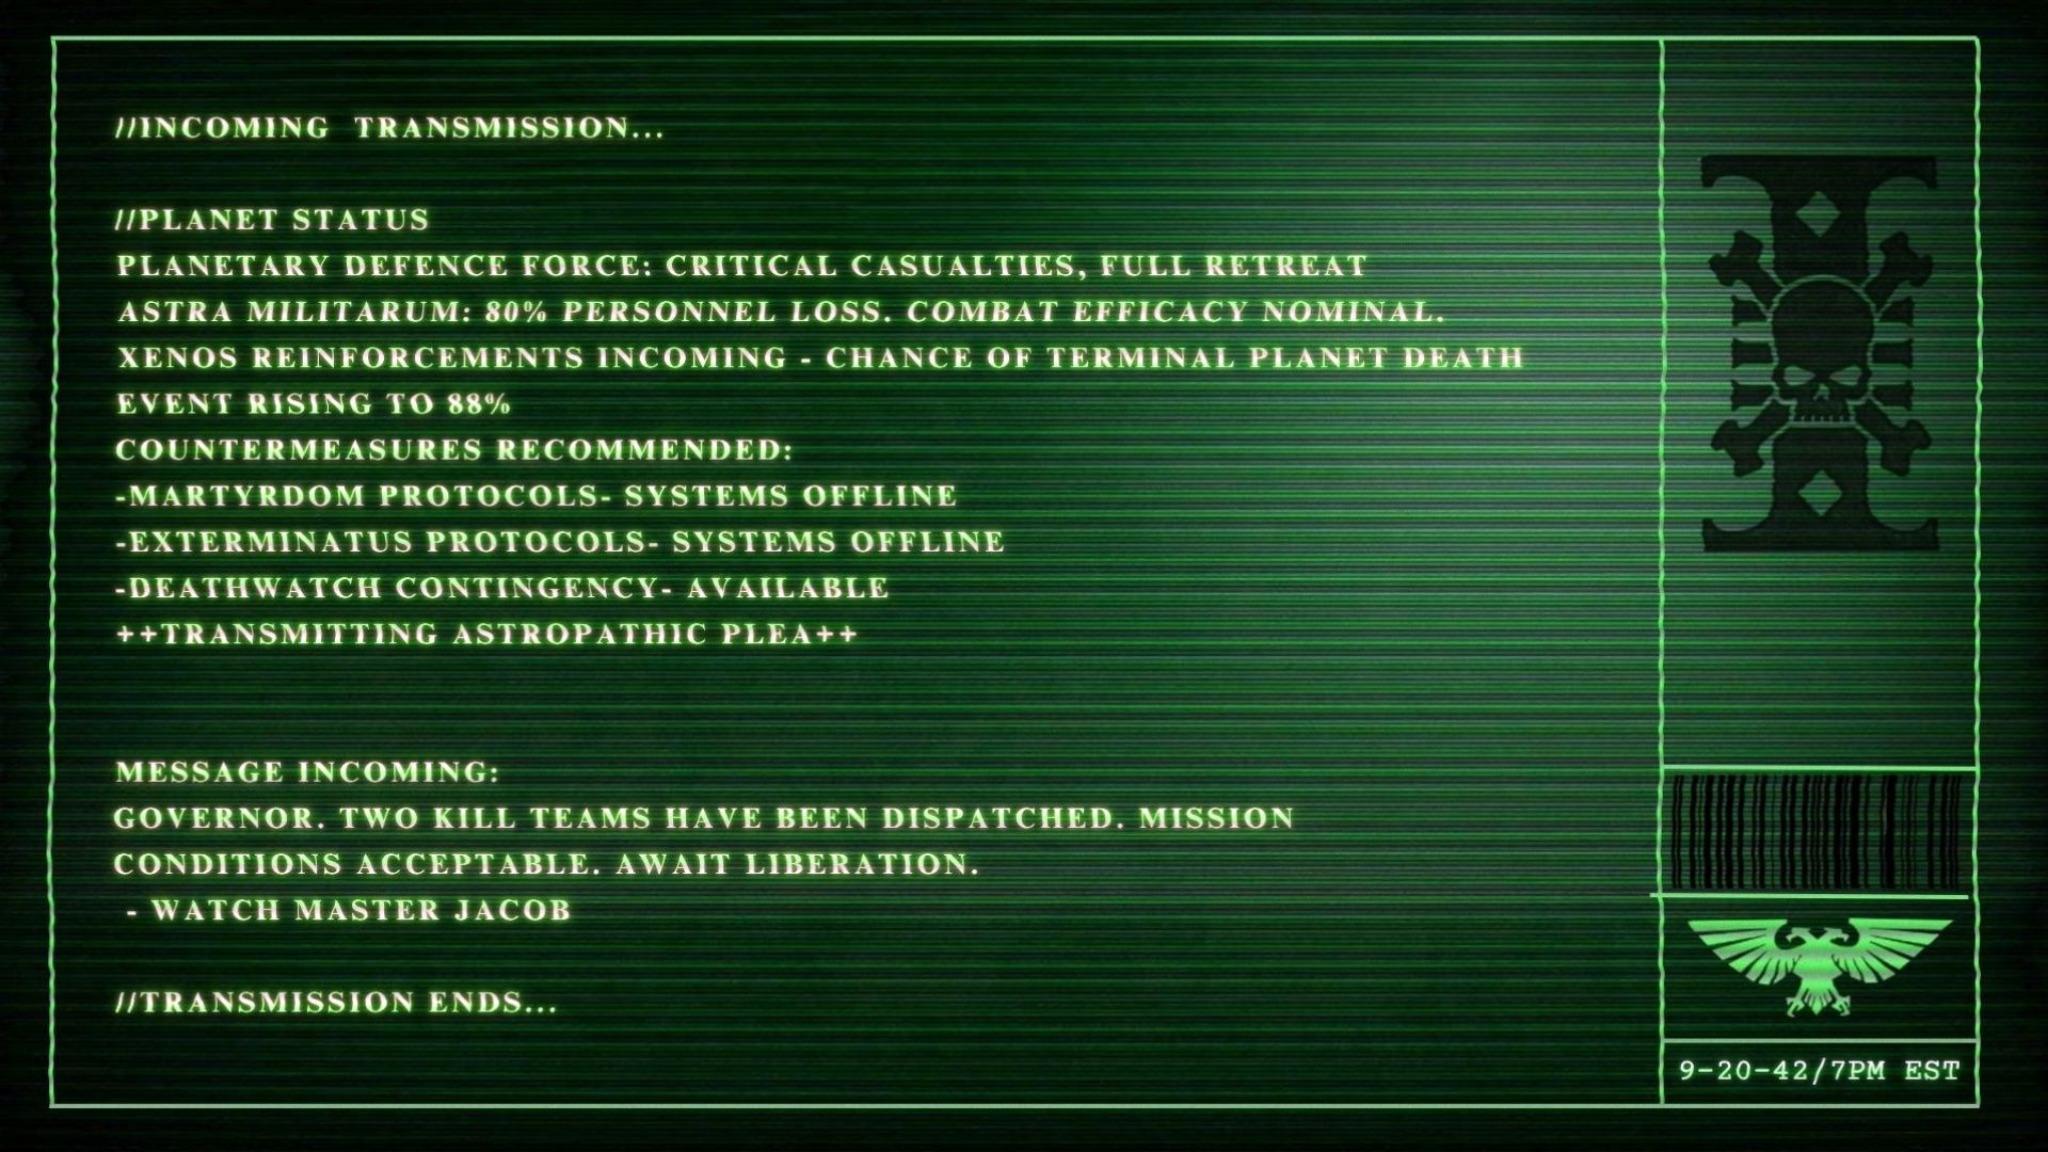 //INCOMING TRANSMISSION...
//PLANET STATUS
PLANETARY DEFENCE FORCE: CRITICAL CASUALTIES, FULL RETREAT
ASTRA MILITARUM: 80% PERSONNEL LOSS. COMBAT EFFICACY NOMINAL.
XENOS REINFORCEMENTS INCOMING - CHANCE OF TERMINAL PLANET DEATH
EVENT RISING TO 88%
COUNTERMEASURES RECOMMENDED:
-MARTYRDOM PROTOCOLS- SYSTEMS OFFLINE
-EXTERMINATUS PROTOCOLS- SYSTEMS OFFLINE
-DEATHWATCH CONTINGENCY- AVAILABLE
++TRANSMITTING ASTROPATHIC PLEA++
MESSAGE INCOMING:
GOVERNOR. TWO KILL TEAMS HAVE BEEN DISPATCHED. MISSION
CONDITIONS ACCEPTABLE. AWAIT LIBERATION.
- WATCH MASTER JACOB
//TRANSMISSION ENDS...
9-20-42/7PM EST